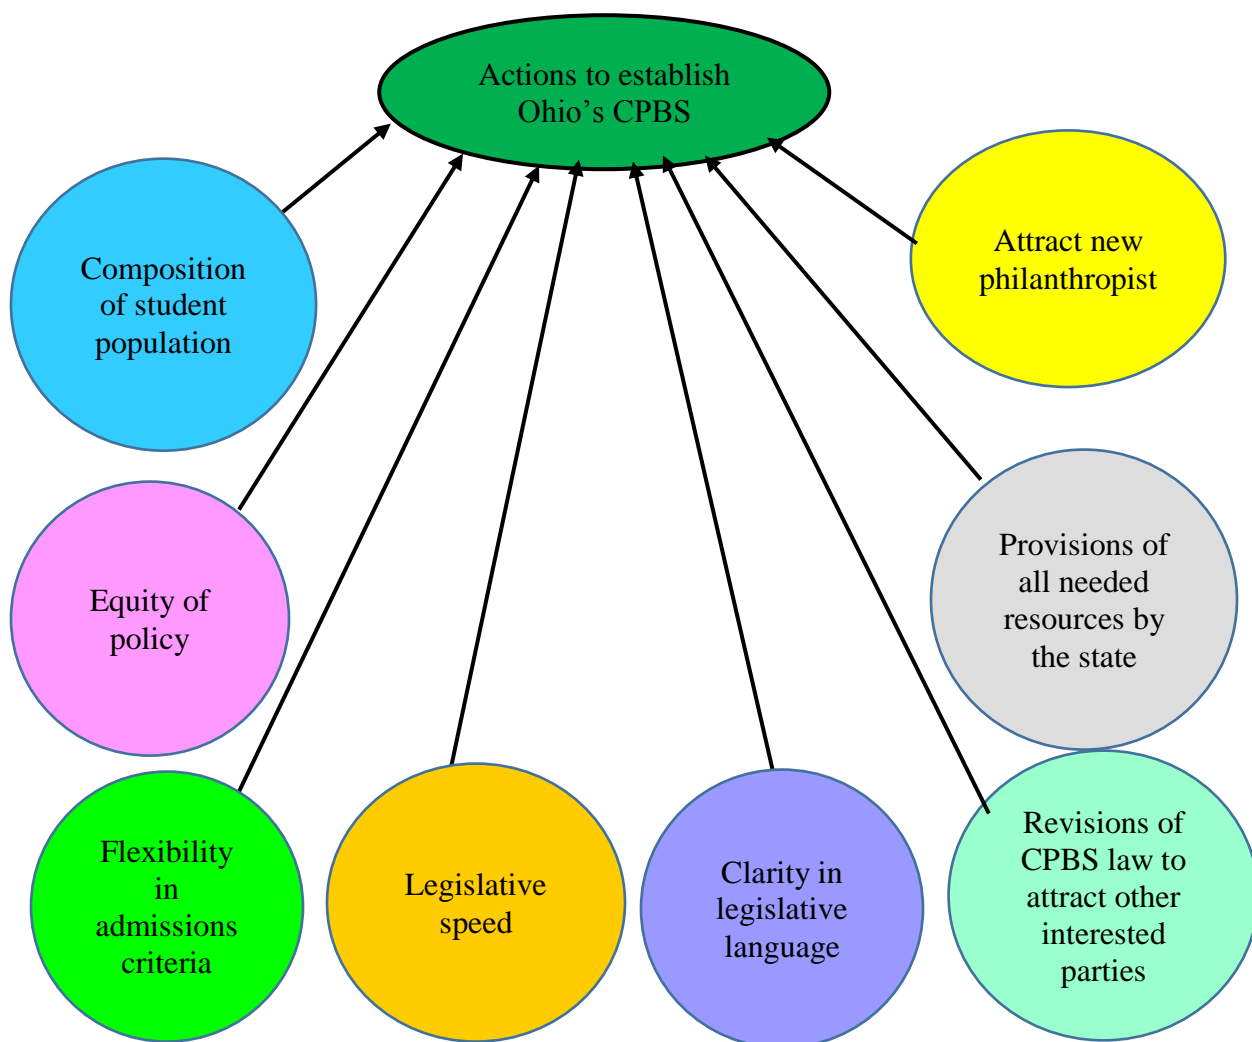 Actions to establish
Ohio’s CPBS
Composition
of student
population
Attract new
philanthropist
Equity of
policy
Provisions of
all needed
resources by
the state
Flexibility
in
admissions
criteria
Legislative
speed
Clarity in
legislative
language
Revisions of
CPBS law to
attract other
interested
parties